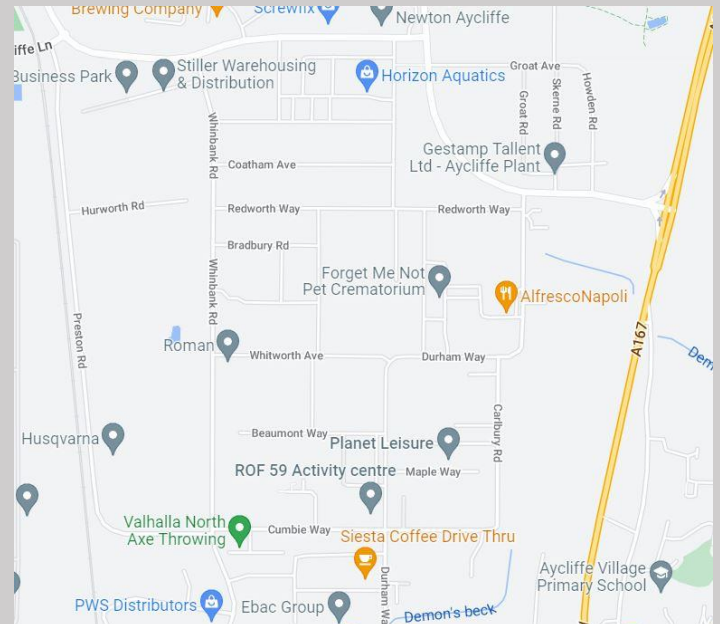 Brewing Company
Screwfix
Newton Aycliffe
iffe Ln
Business Park
Stiller Warehousing
& Distribution
Horizon Aquatics
Groat Ave
Groat Rd
Skerne Rd
Howden Rd
Whinbank Rd
Gestamp Tallent
Ltd - Aycliffe Plant
Coatham Ave
Hurworth Rd
Redworth Way
Redworth Way
Bradbury Rd
Whinbank Rd
Forget Me Not
Pet Crematorium
AlfrescoNapoli
Preston Rd
A167
Roman
Whitworth Ave
Durham Way
Dem
Husqvarna
Beaumont Way
Planet Leisure
Carlbury Rd
ROF 59 Activity centre
Maple Way
Valhalla North
Axe Throwing
Cumbie Way
Siesta Coffee Drive Thru
Aycliffe Village
Primary School
PWS Distributors
Ebac Group
Durham Wa
Demon's beck